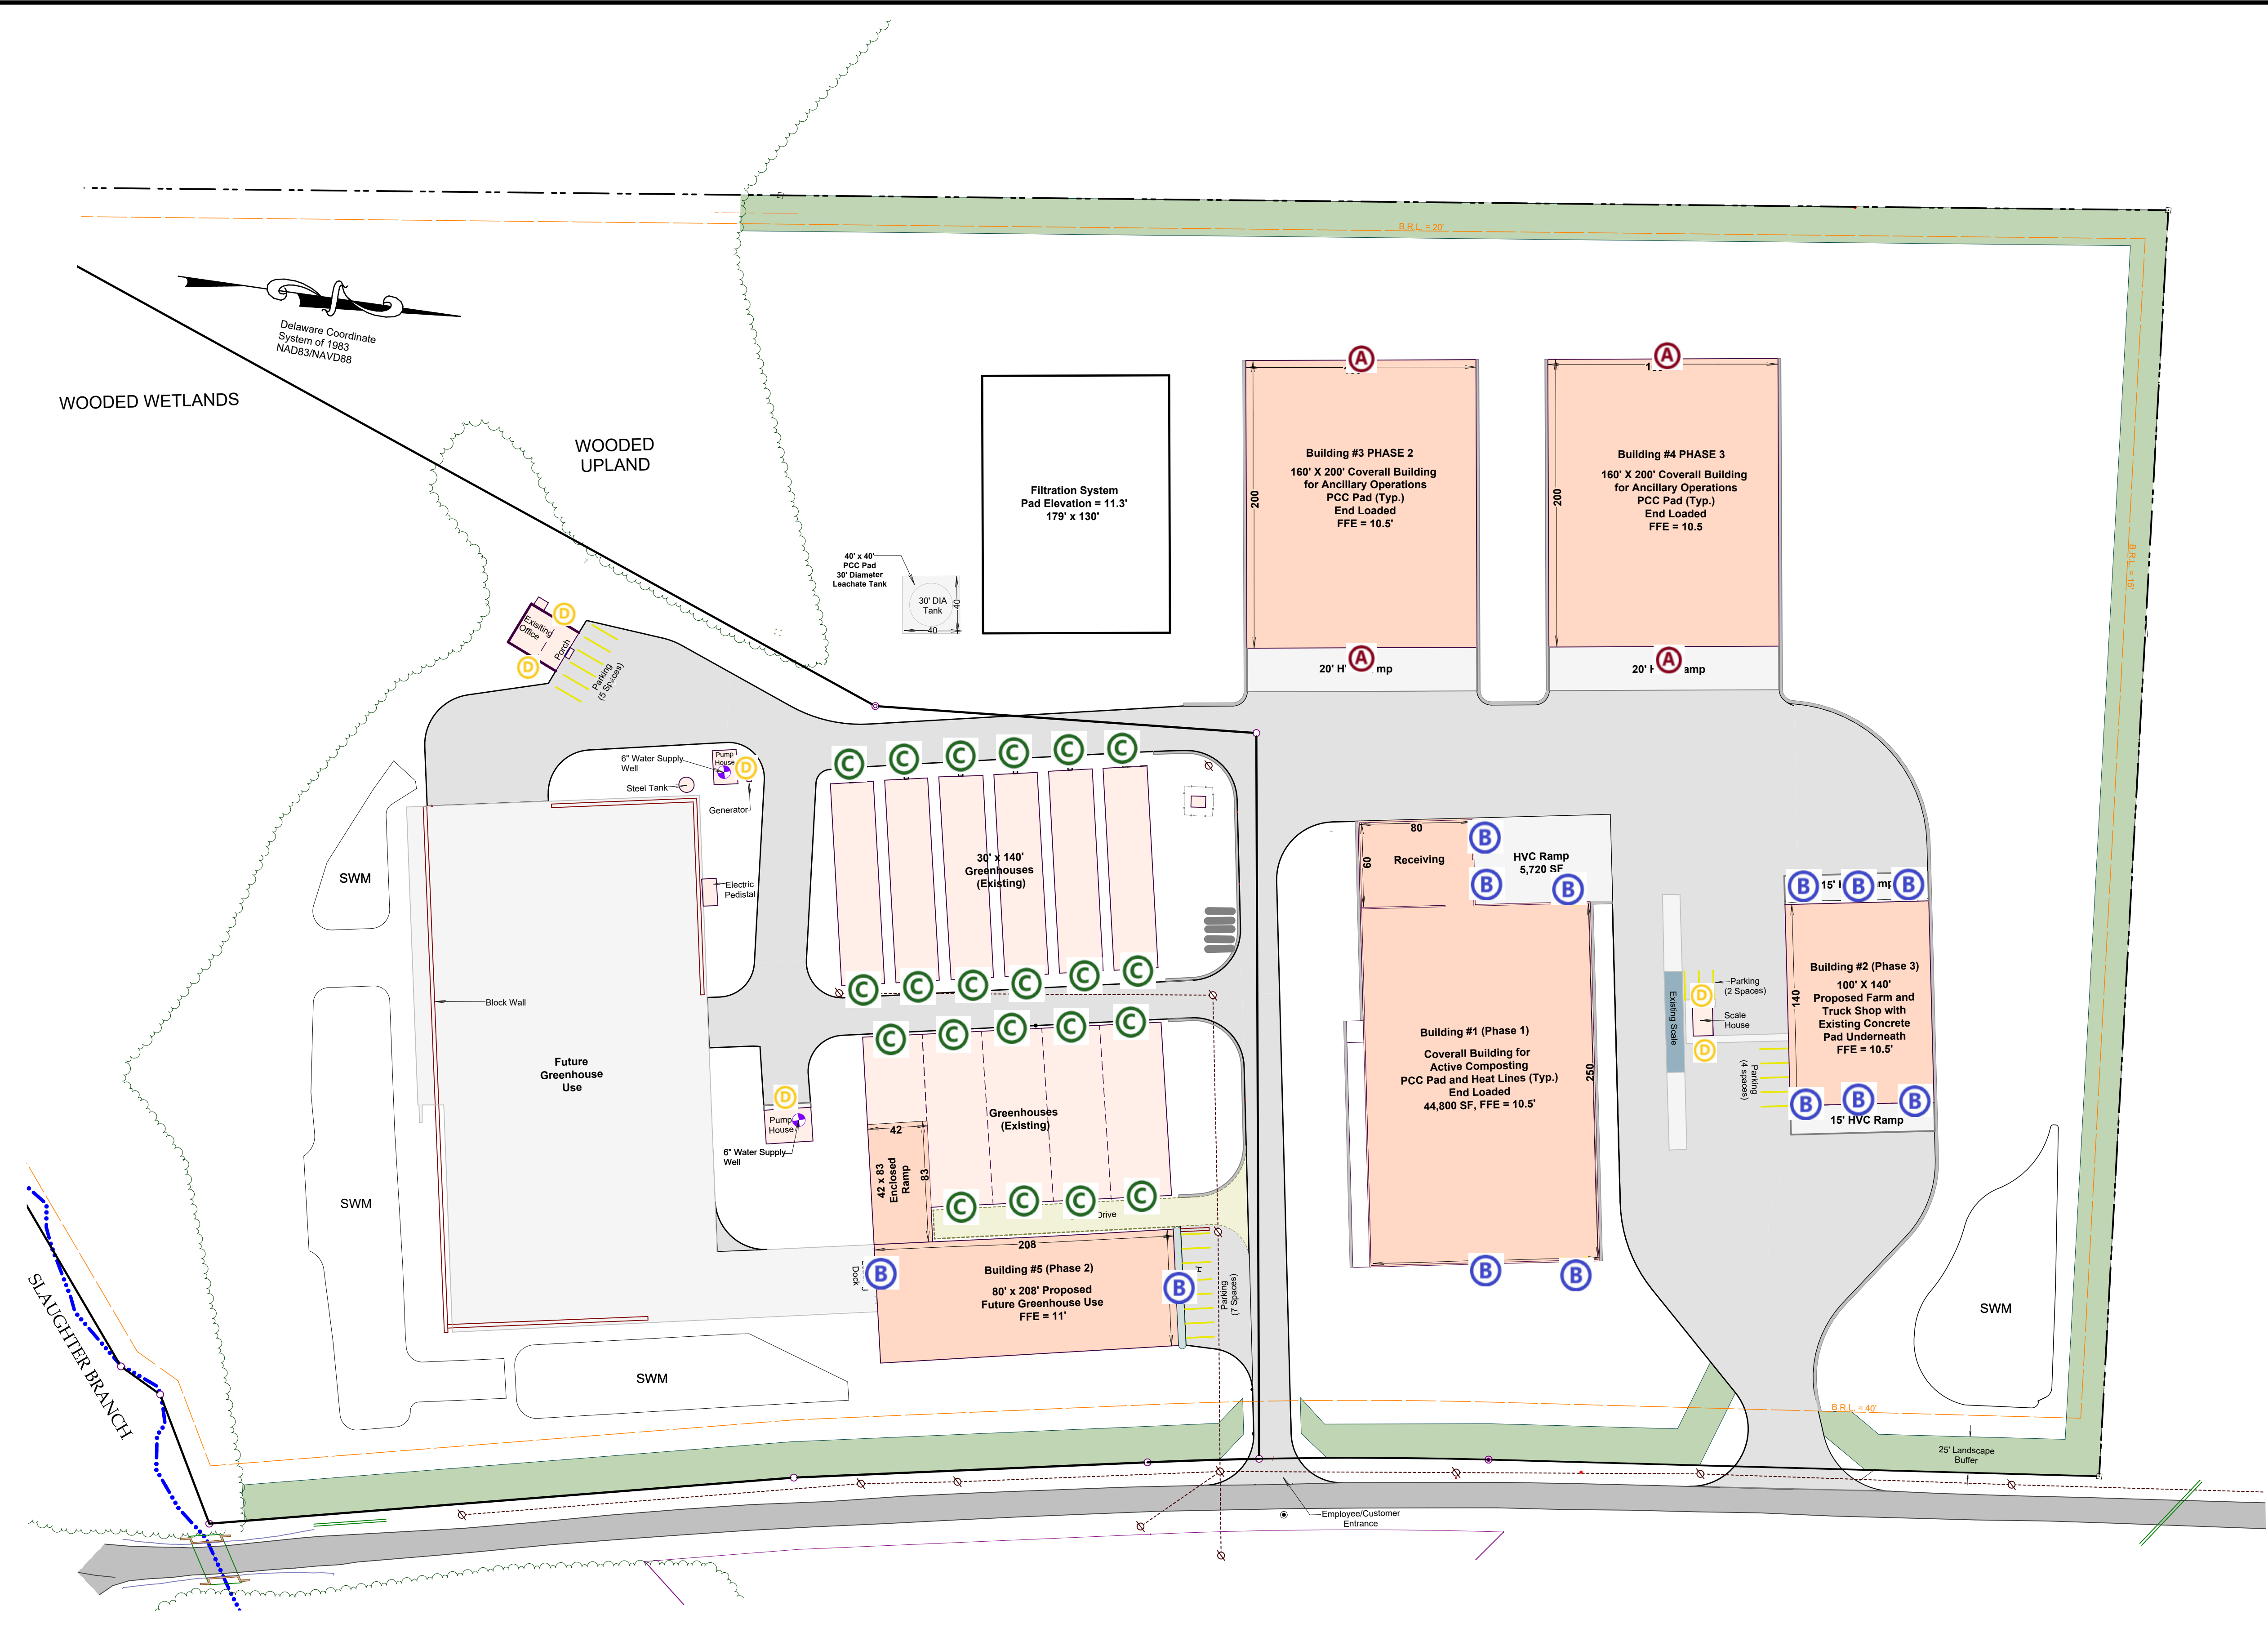 B.R.L. = 20'
Delaware Coordinate
System of 1983
NAD83/NAVD88
WOODED WETLANDS
WOODED
UPLAND
A
A
Filtration System
Pad Elevation = 11.3'
179' x 130'
Building #3 PHASE 2
160' X 200' Coverall Building
for Ancillary Operations
PCC Pad (Typ.)
End Loaded
FFE = 10.5'
200
Building #4 PHASE 3
160' X 200' Coverall Building
for Ancillary Operations
PCC Pad (Typ.)
End Loaded
FFE = 10.5
200
B.R.L. = 15'
40' x 40'
PCC Pad
30' Diameter
Leachate Tank
30' DIA
Tank
40
40
A
A
20'
20'
Exisiting
Office
Porch
D
D
Parking
(5 Spaces)
6" Water Supply
Well
Pump
House
D
Steel Tank
Generator
C C C C C C
30' x 140'
Greenhouses
(Existing)
C C C C C C
SWM
Electric
Pedistal
Block Wall
Future
Greenhouse
Use
80
60
Receiving
B
B
B
HVC Ramp
5,720 SF
B B B
15'
C C C C C
Greenhouses
(Existing)
D
Pump
House
6" Water Supply
Well
42
83
42 x 83
Enclosed
Ramp
C C C C
Drive
Building #1 (Phase 1)
Coverall Building for
Active Composting
PCC Pad and Heat Lines (Typ.)
End Loaded
44,800 SF, FFE = 10.5'
250
Existing Scale
Parking
(2 Spaces)
D
Scale
House
D
Parking
(4 spaces)
140
Building #2 (Phase 3)
100' X 140'
Proposed Farm and
Truck Shop with
Existing Concrete
Pad Underneath
FFE = 10.5'
B B B
15' HVC Ramp
SWM
208
Dock
B
Building #5 (Phase 2)
80' x 208' Proposed
Future Greenhouse Use
FFE = 11'
B
Parking
(7 Spaces)
B B
SLAUGHTER BRANCH
SWM
SWM
B.R.L. = 40'
25' Landscape
Buffer
Employee/Customer
Entrance